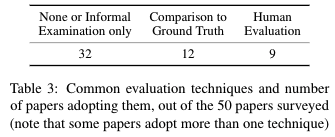 None or Informal Comparison to Human
Examination only Ground Truth Evaluation
32 12 9
Table 3: Common evaluation techniques and number
of papers adopting them, out of the 50 papers surveyed
(note that some papers adopt more than one technique)